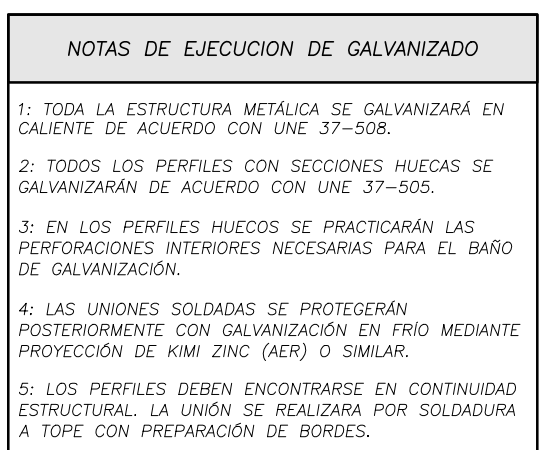 NOTAS DE EJECUCION DE GALVANIZADO
1: TODA LA ESTRUCTURA METÁLICA SE GALVANIZARÁ EN
CALIENTE DE ACUERDO CON UNE 37-508.
2: TODOS LOS PERFILES CON SECCIONES HUECAS SE
GALVANIZARÁN DE ACUERDO CON UNE 37-505.
3: EN LOS PERFILES HUECOS SE PRACTICARÁN LAS
PERFORACIONES INTERIORES NECESARIAS PARA EL BAÑO
DE GALVANIZACIÓN.
4: LAS UNIONES SOLDADAS SE PROTEGERÁN
POSTERIORMENTE CON GALVANIZACIÓN EN FRÍO MEDIANTE
PROYECCIÓN DE KIMI ZINC (AER) O SIMILAR.
5: LOS PERFILES DEBEN ENCONTRARSE EN CONTINUIDAD
ESTRUCTURAL. LA UNIÓN SE REALIZARA POR SOLDADURA
A TOPE CON PREPARACIÓN DE BORDES.